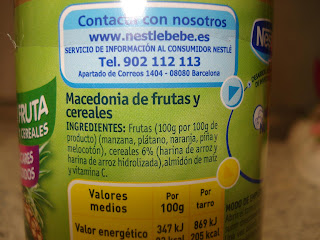 Contactar con nosotros
www.nestlebebe.es
SERVICIO DE INFORMACIÓN AL CONSUMIDOR NESTLÉ
Tel. 902 112 113
Apartado de Correos 1404 - 08080 Barcelona
Macedonia de frutas y
cereales
INGREDIENTES: Frutas (100g por 100g de
producto) (manzana, plátano, naranja, piña y
melocotón), cereales 6% (harina de arroz y
harina de arroz hidrolizada), almidón de maíz
y vitamina C.
Valores
medios
Por
100g
Por
tarro
Valor energético
347 kJ
869 kJ
205 kcal
FRUTA
CEREALES
MODO DE